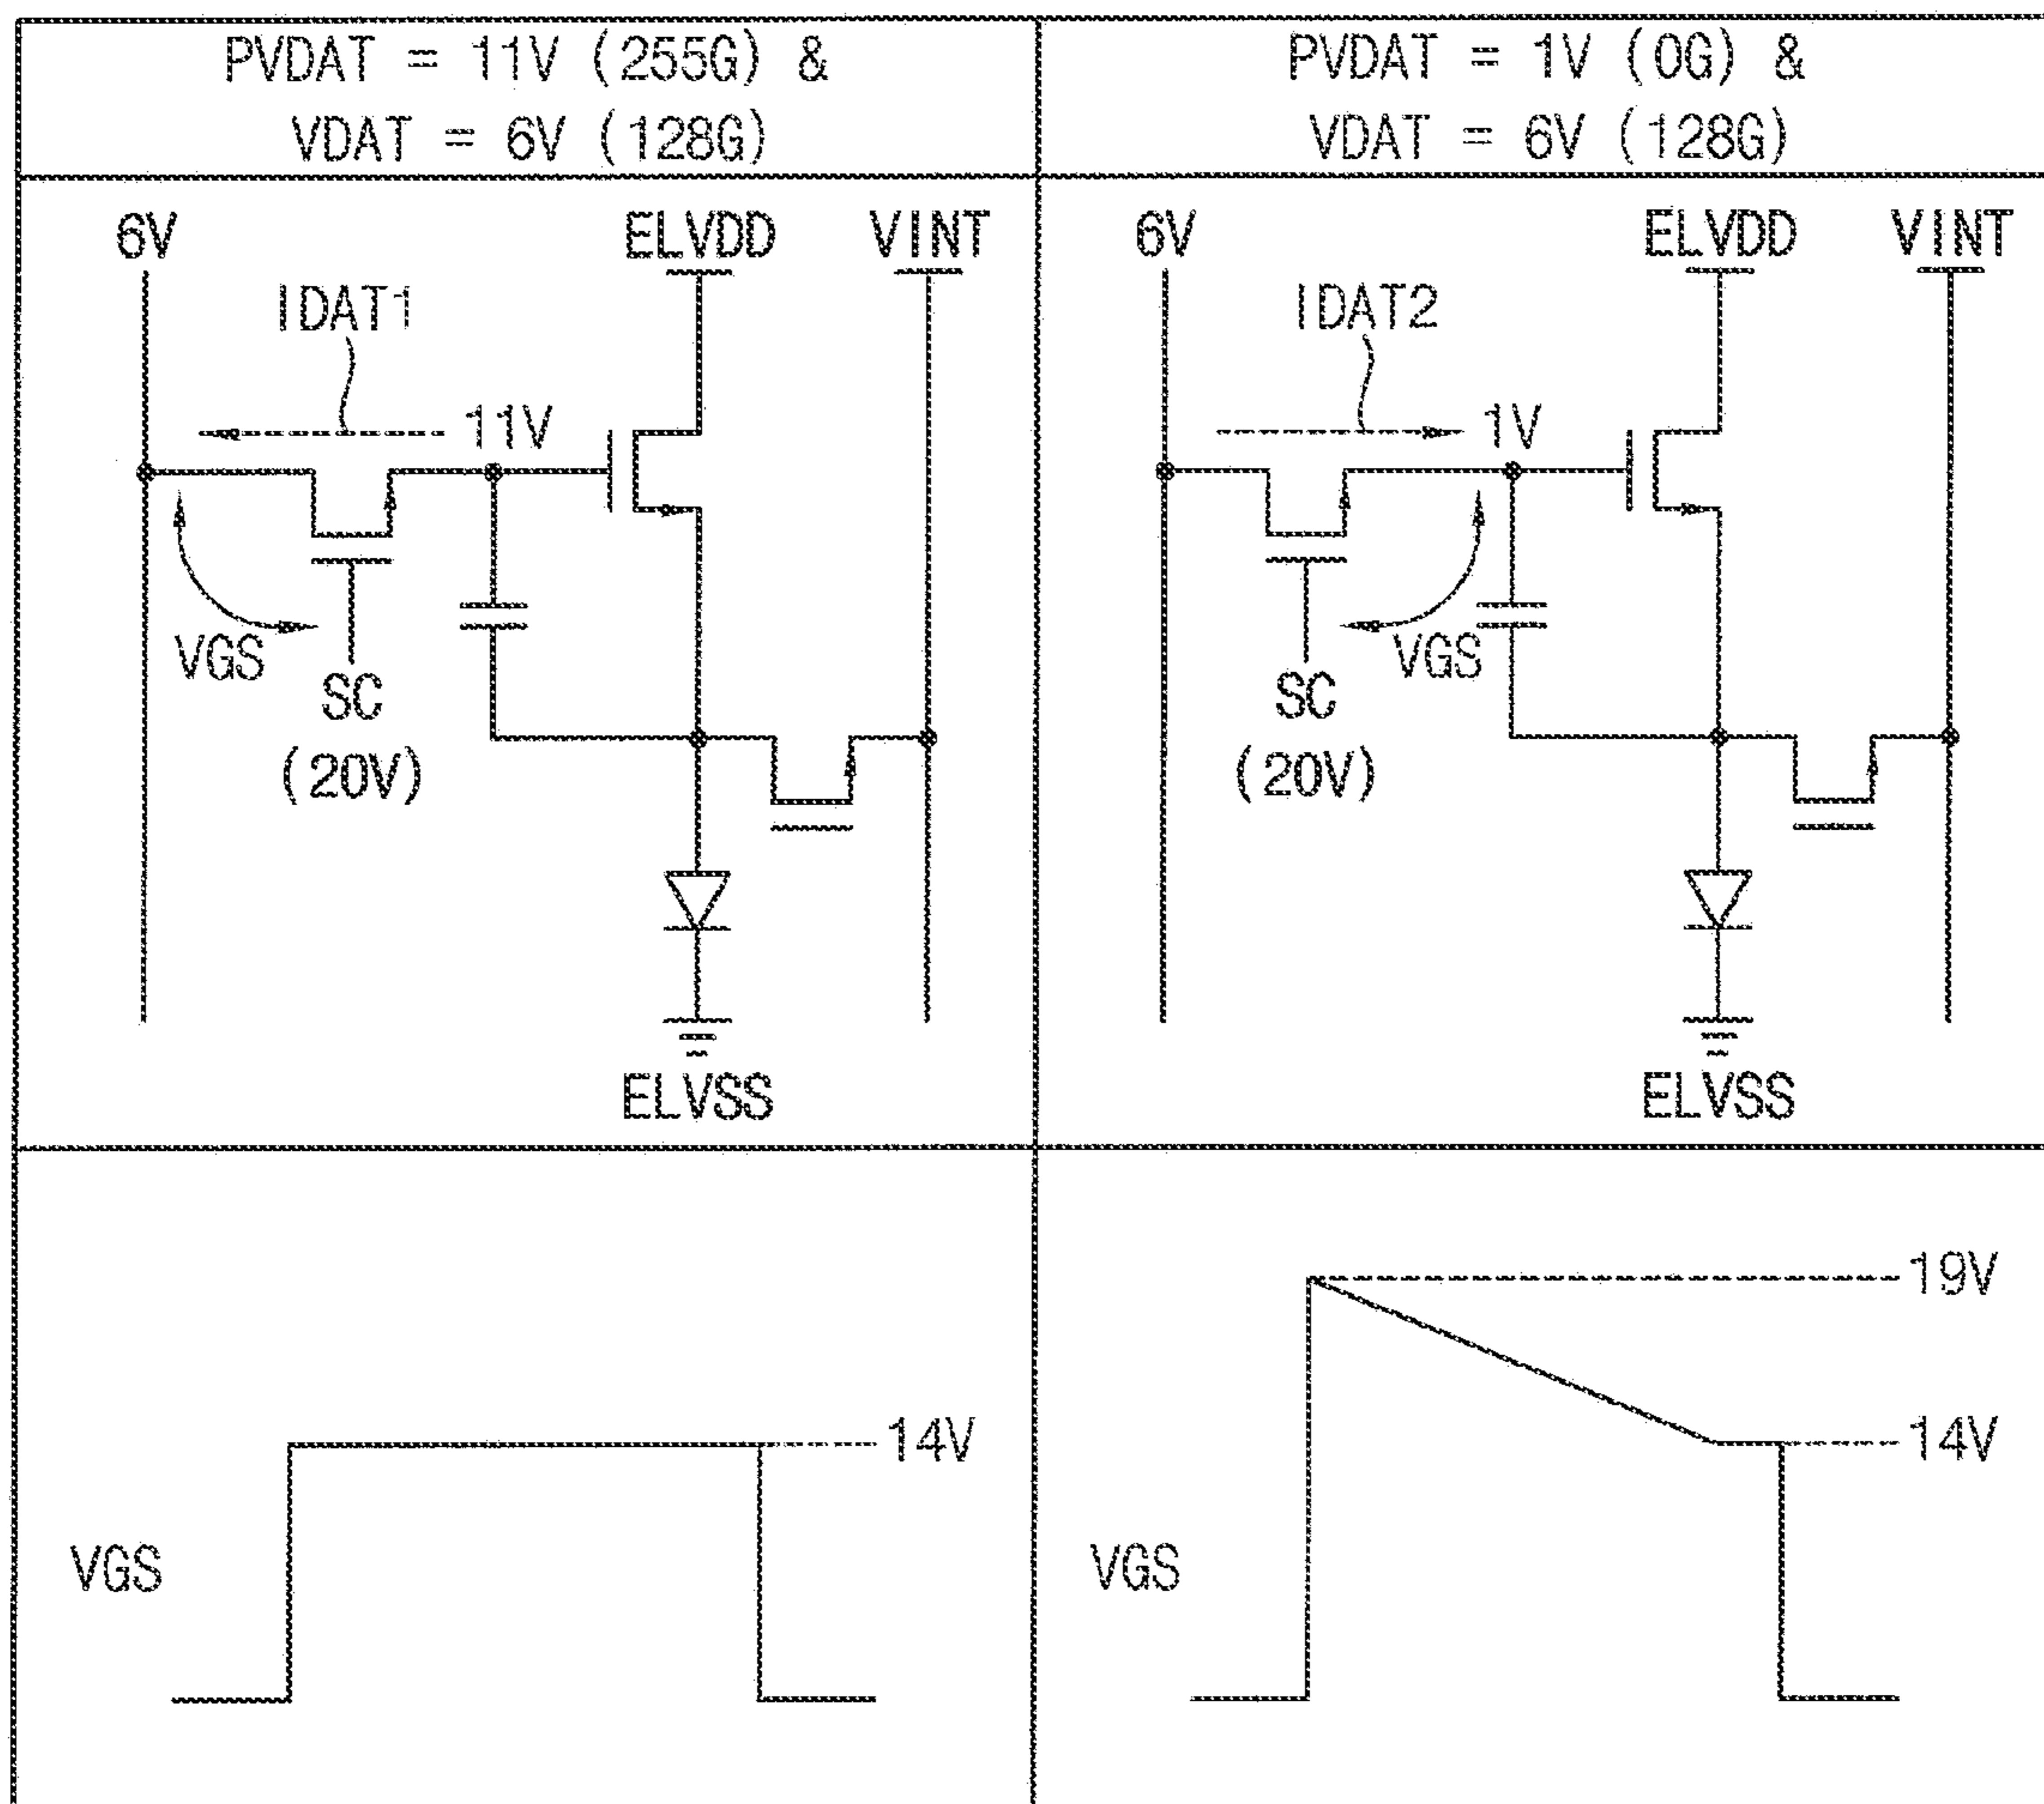 PVDAT = 11V (255G) &
VDAT = 6V (128G)
PVDAT = 1V (0G) &
VDAT = 6V (128G)
6V
ELVDD
VINT
IDAT1
11V
VGS
SC
(20V)
ELVSS
6V
ELVDD
VINT
IDAT2
1V
VGS
SC
(20V)
ELVSS
14V
VGS
19V
14V
VGS